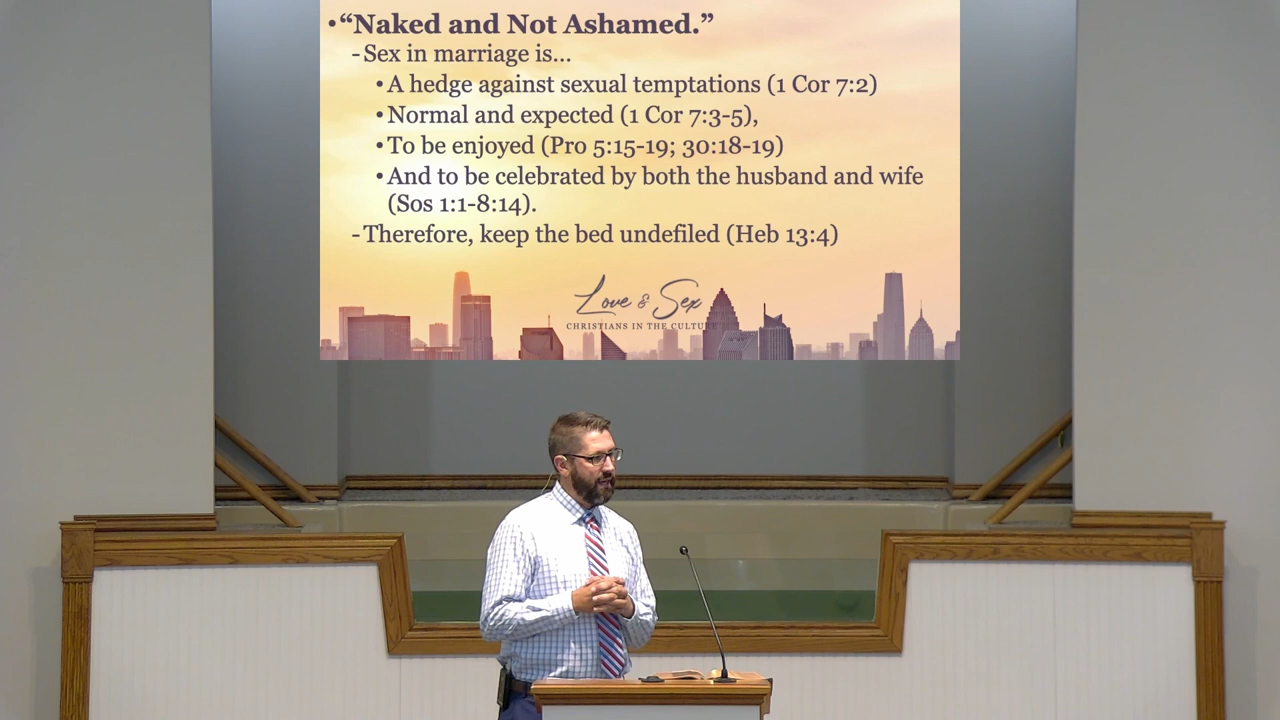 •“Naked and Not Ashamed.”
-Sex in marriage is...
•A hedge against sexual temptations (1 Cor 7:2)
•Normal and expected (1 Cor 7:3-5),
•To be enjoyed (Pro 5:15-19; 30:18-19)
•And to be celebrated by both the husband and wife
(Sos 1:1-8:14).
-Therefore, keep the bed undefiled (Heb 13:4)
Love & Sex
CHRISTIANS IN THE CULTURE